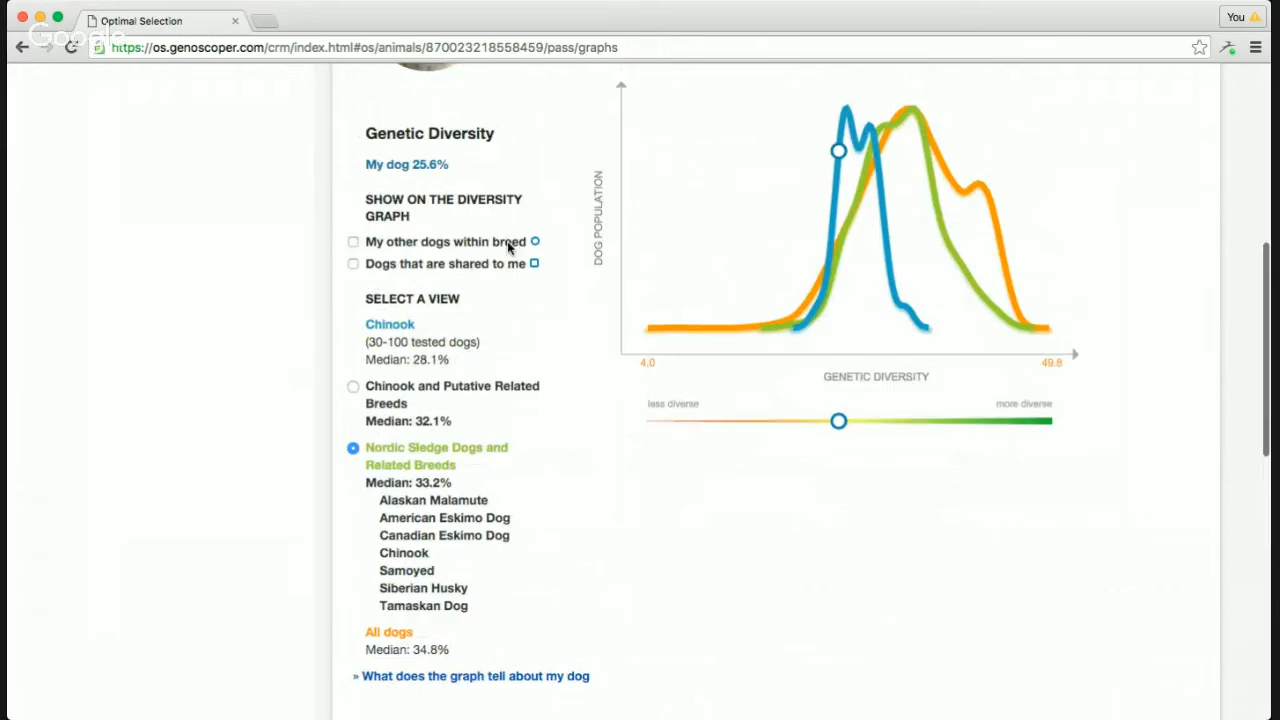 Optimal Selection
You
Google
https://os.genoscoper.com/crm/index.html#os/animals/870023218558459/pass/graphs
Genetic Diversity
My dog 25.6%
SHOW ON THE DIVERSITY
GRAPH
My other dogs within breed
Dogs that are shared to me
SELECT A VIEW
Chinook
(30-100 tested dogs)
Median: 28.1%
Chinook and Putative Related
Breeds
Median: 32.1%
Nordic Sledge Dogs and
Related Breeds
Median: 33.2%
Alaskan Malamute
American Eskimo Dog
Canadian Eskimo Dog
Chinook
Samoyed
Siberian Husky
Tamaskan Dog
All dogs
Median: 34.8%
» What does the graph tell about my dog
DOG POPULATION
4.0
49.8
GENETIC DIVERSITY
less diverse
more diverse